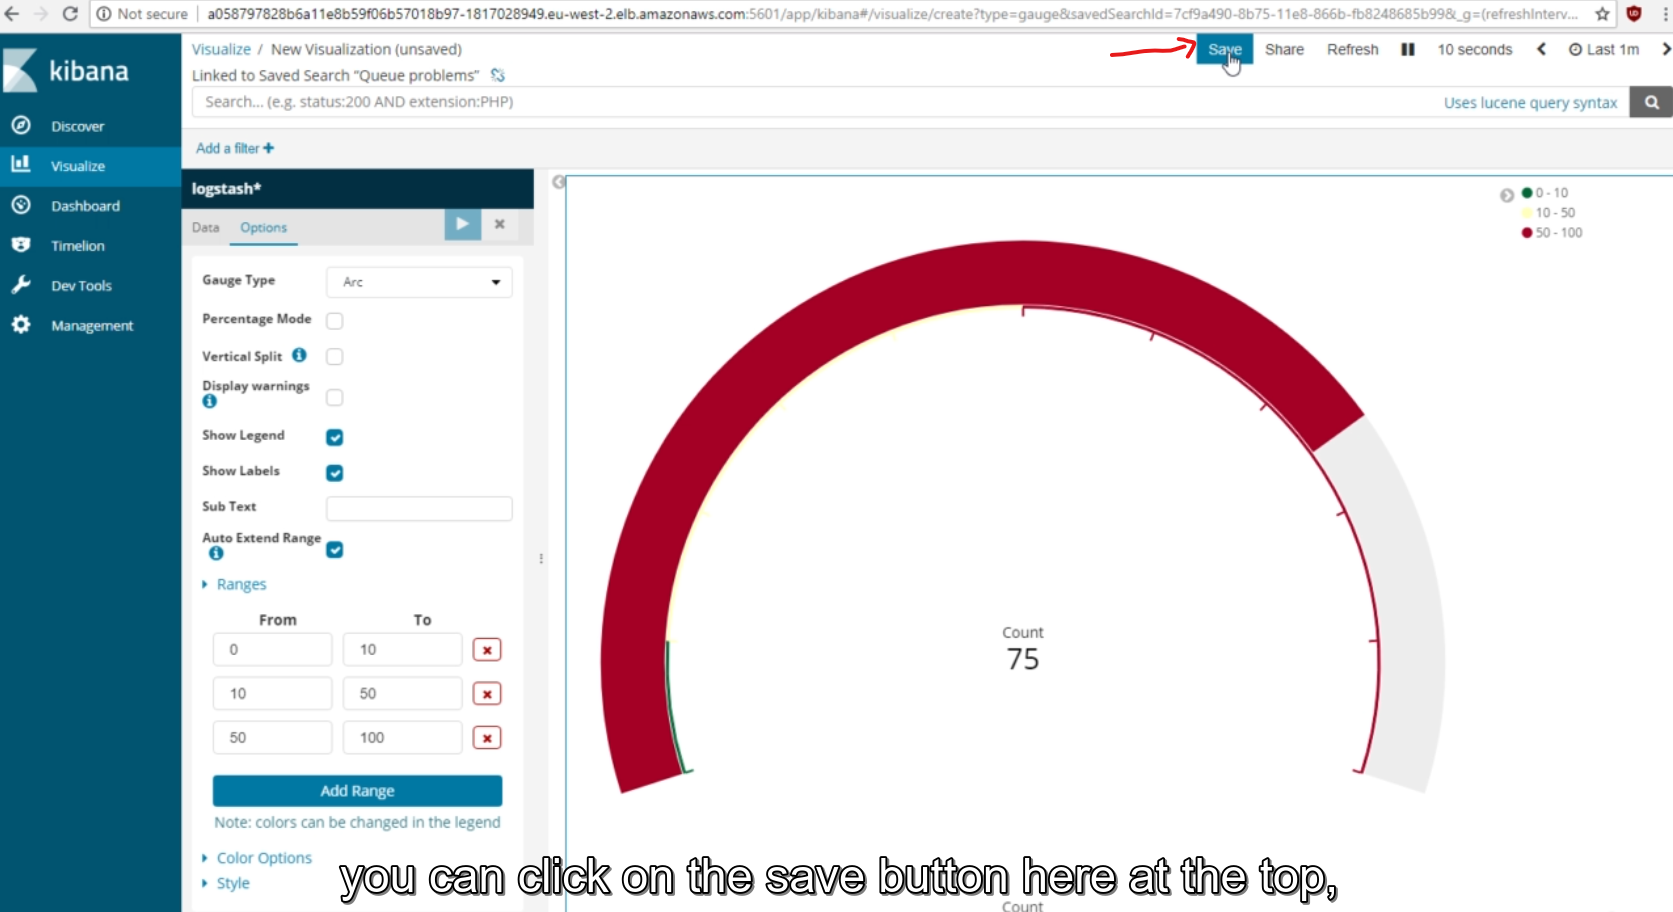 Not secure | a058797828b6a11e8b59f06b57018b97-1817028949.eu-west-2.elb.amazonaws.com:5601/app/kibana#/visualize/create?type=gauge&savedSearchId=7cf9a490-8b75-11e8-866b-fb8248685b99&_g=(refreshInterv...
kibana
Discover
Visualize
Dashboard
Timelion
Dev Tools
Management
Visualize / New Visualization (unsaved)
Save Share Refresh 10 seconds Last 1m
Linked to Saved Search “Queue problems”
Search... (e.g. status:200 AND extension:PHP)
Uses lucene query syntax
Add a filter +
logstash*
Data Options
Gauge Type Arc
Percentage Mode
Vertical Split
Display warnings
Show Legend
Show Labels
Sub Text
Auto Extend Range
Ranges
From To
0 10
10 50
50 100
Add Range
Note: colors can be changed in the legend
Color Options
Style
0 - 10
10 - 50
50 - 100
Count
75
you can click on the save button here at the top,
Count